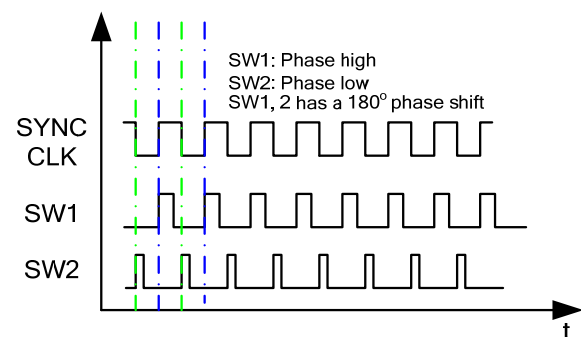 SW1: Phase high
SW2: Phase low
SW1, 2 has a 180° phase shift
SYNC
CLK
SW1
SW2
t